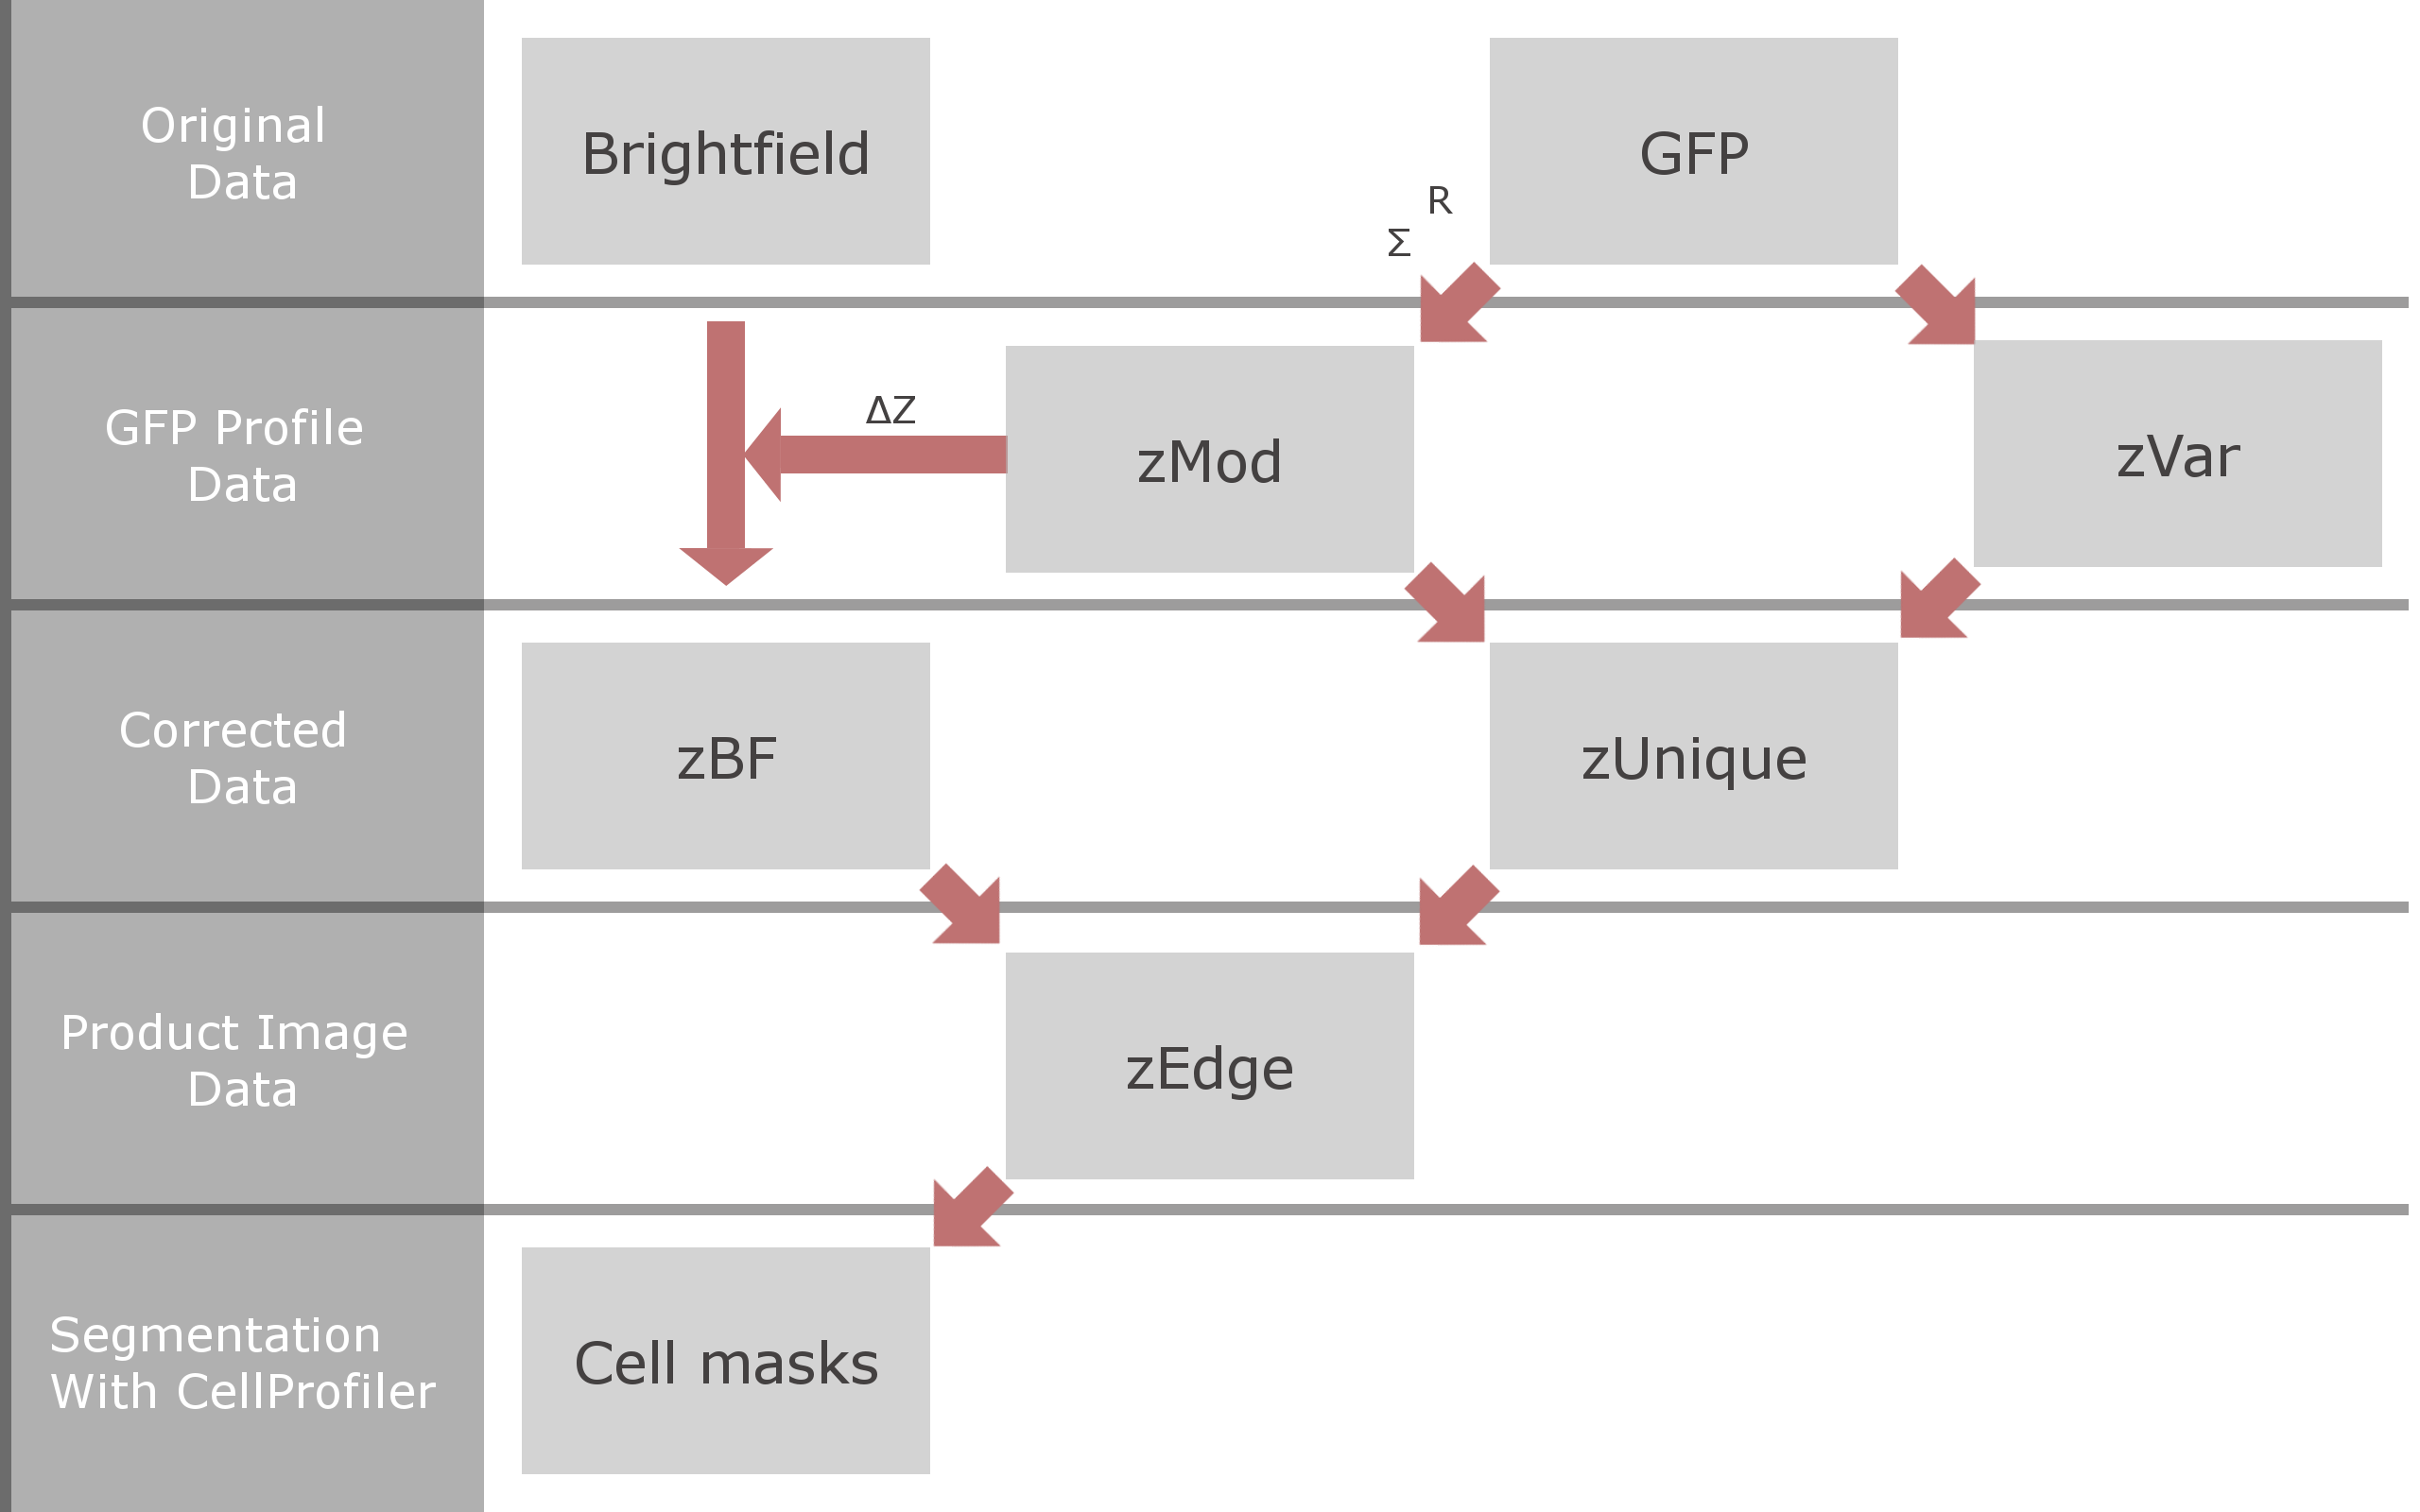 Original
Data
Brightfield
GFP
R
Σ
GFP Profile
Data
ΔZ
zMod
zVar
Corrected
Data
zBF
zUnique
Product Image
Data
zEdge
Segmentation
With CellProfiler
Cell masks